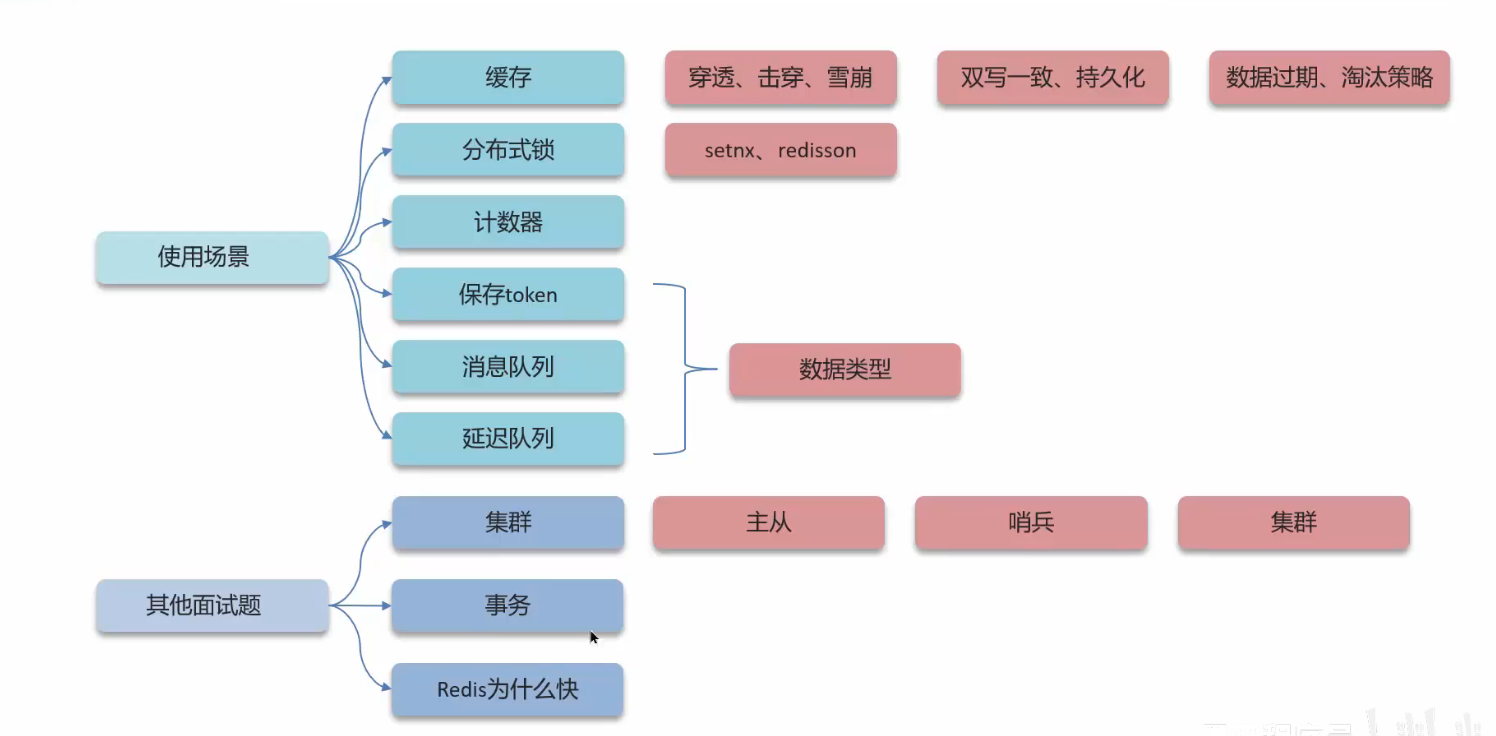 缓存
穿透、击穿、雪崩
双写一致、持久化
数据过期、淘汰策略
分布式锁
setnx、redisson
计数器
使用场景
保存token
消息队列
数据类型
延迟队列
集群
主从
哨兵
集群
其他面试题
事务
Redis为什么快